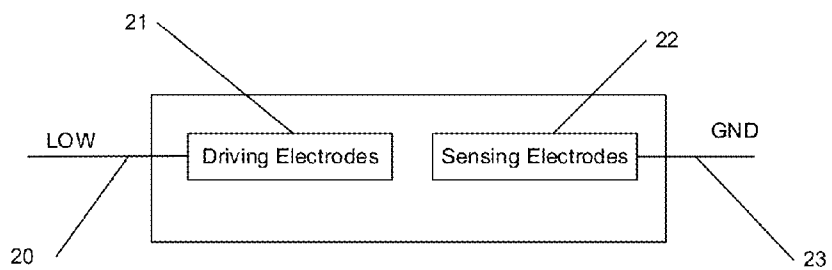 21
22
LOW
GND
Driving Electrodes
Sensing Electrodes
20
23